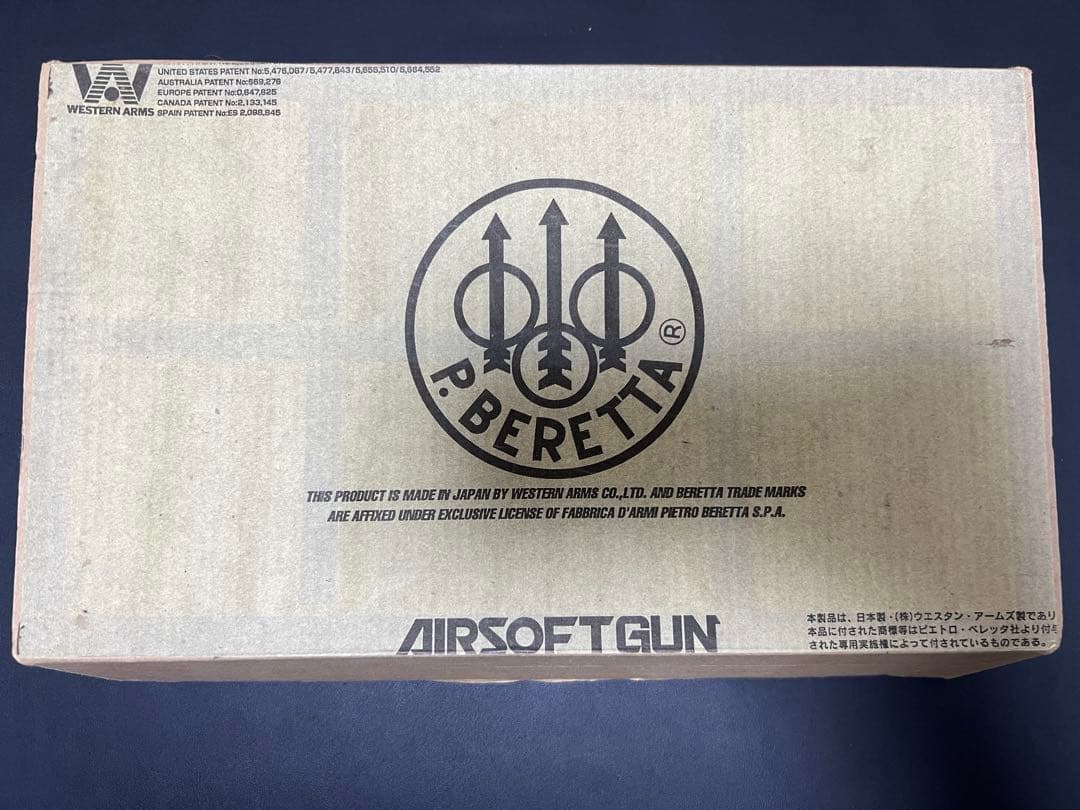 UNITED STATES PATENT No:5,476,087/5,477,843/5,655,510/5,664,552
AUSTRALIA PATENT No:669,276
EUROPE PATENT No:0,647,825
CANADA PATENT No:2,133,145
WESTERN ARMS SPAIN PATENT No:ES 2,098,845
P. BERETTA ®
THIS PRODUCT IS MADE IN JAPAN BY WESTERN ARMS CO.,LTD. AND BERETTA TRADE MARKS
ARE AFFIXED UNDER EXCLUSIVE LICENSE OF FABBRICA D'ARMI PIETRO BERETTA S.P.A.
AIRSOFTGUN
本製品は、日本製・(株)ウエスタン・アームズ製であり
本品に付された商標等はピエトロ・ベレッタ社より付与
された専用実施権によって付されているものである。